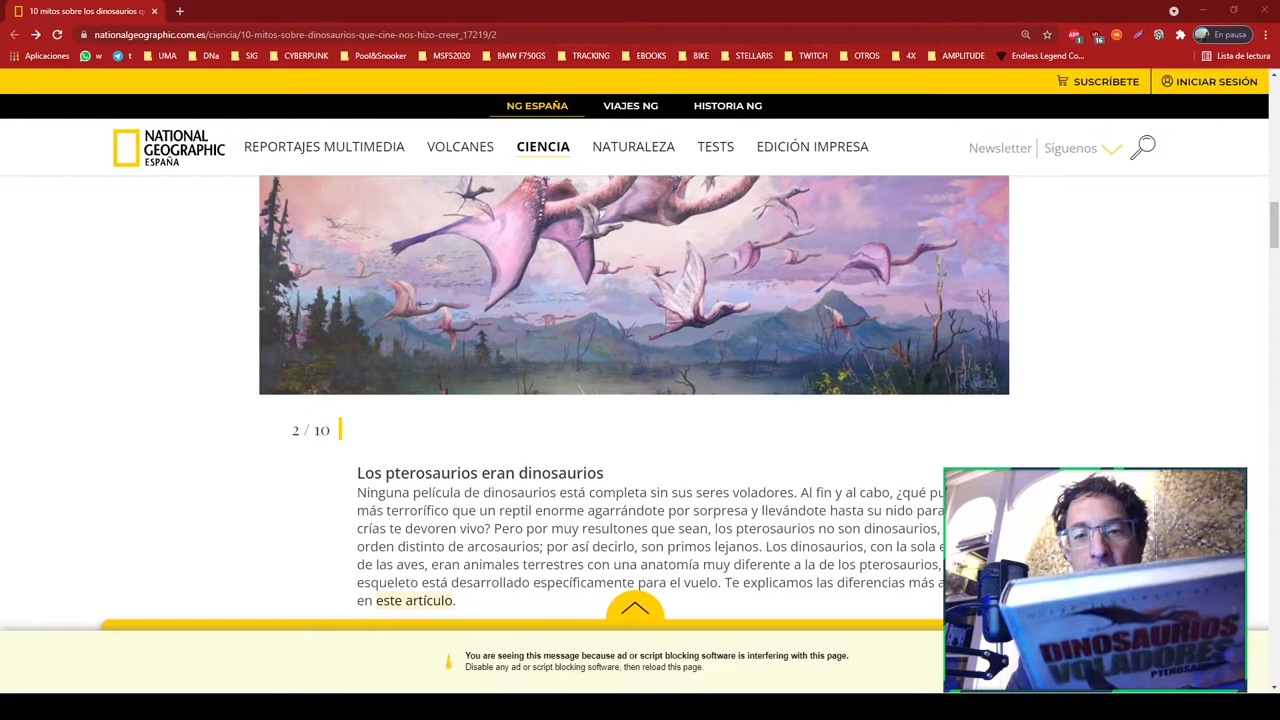 10 mitos sobre los dinosaurios q
nationalgeographic.com.es/ciencia/10-mitos-sobre-dinosaurios-que-cine-nos-hizo-creer_17219/2
En pausa
Aplicaciones w t UMA DNa SIG CYBERPUNK Pool&Snooker MSFS2020 BMW F750GS TRACKING EBOOKS BIKE STELLARIS TWITCH OTROS 4X AMPLITUDE Endless Legend Co... Lista de lectura
SUSCRÍBETE INICIAR SESIÓN
NG ESPAÑA VIAJES NG HISTORIA NG
NATIONAL
GEOGRAPHIC
ESPAÑA
REPORTAJES MULTIMEDIA VOLCANES CIENCIA NATURALEZA TESTS EDICIÓN IMPRESA Newsletter Síguenos
2 / 10
Los pterosaurios eran dinosaurios
Ninguna película de dinosaurios está completa sin sus seres voladores. Al fin y al cabo, ¿qué pu
más terrorífico que un reptil enorme agarrándote por sorpresa y llevándote hasta su nido para
crías te devoren vivo? Pero por muy resultones que sean, los pterosaurios no son dinosaurios,
orden distinto de arcosaurios; por así decirlo, son primos lejanos. Los dinosaurios, con la sola e
de las aves, eran animales terrestres con una anatomía muy diferente a la de los pterosaurios,
esqueleto está desarrollado específicamente para el vuelo. Te explicamos las diferencias más a
en este artículo.
You are seeing this message because ad or script blocking software is interfering with this page.
Disable any ad or script blocking software, then reload this page.
DINOSAURIOS
VOLADORES